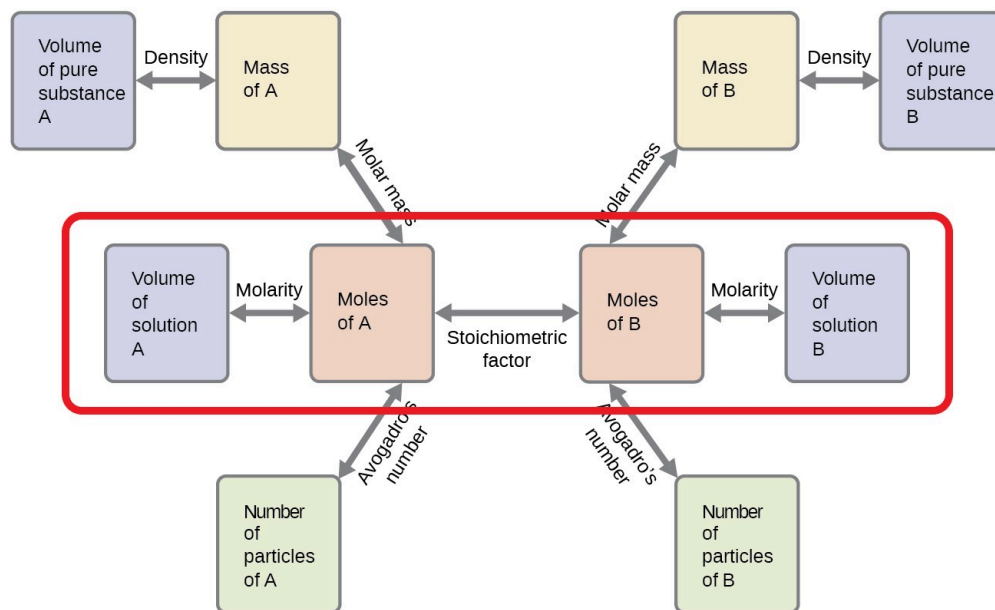 Volume
of pure
substance
A
Density
Mass
of A
Mass
of B
Density
Volume
of pure
substance
B
Molar mass
Molar mass
Volume
of
solution
A
Molarity
Moles
of A
Stoichiometric
factor
Moles
of B
Molarity
Volume
of
solution
B
Avogadro's
number
Avogadro's
number
Number
of
particles
of A
Number
of
particles
of B